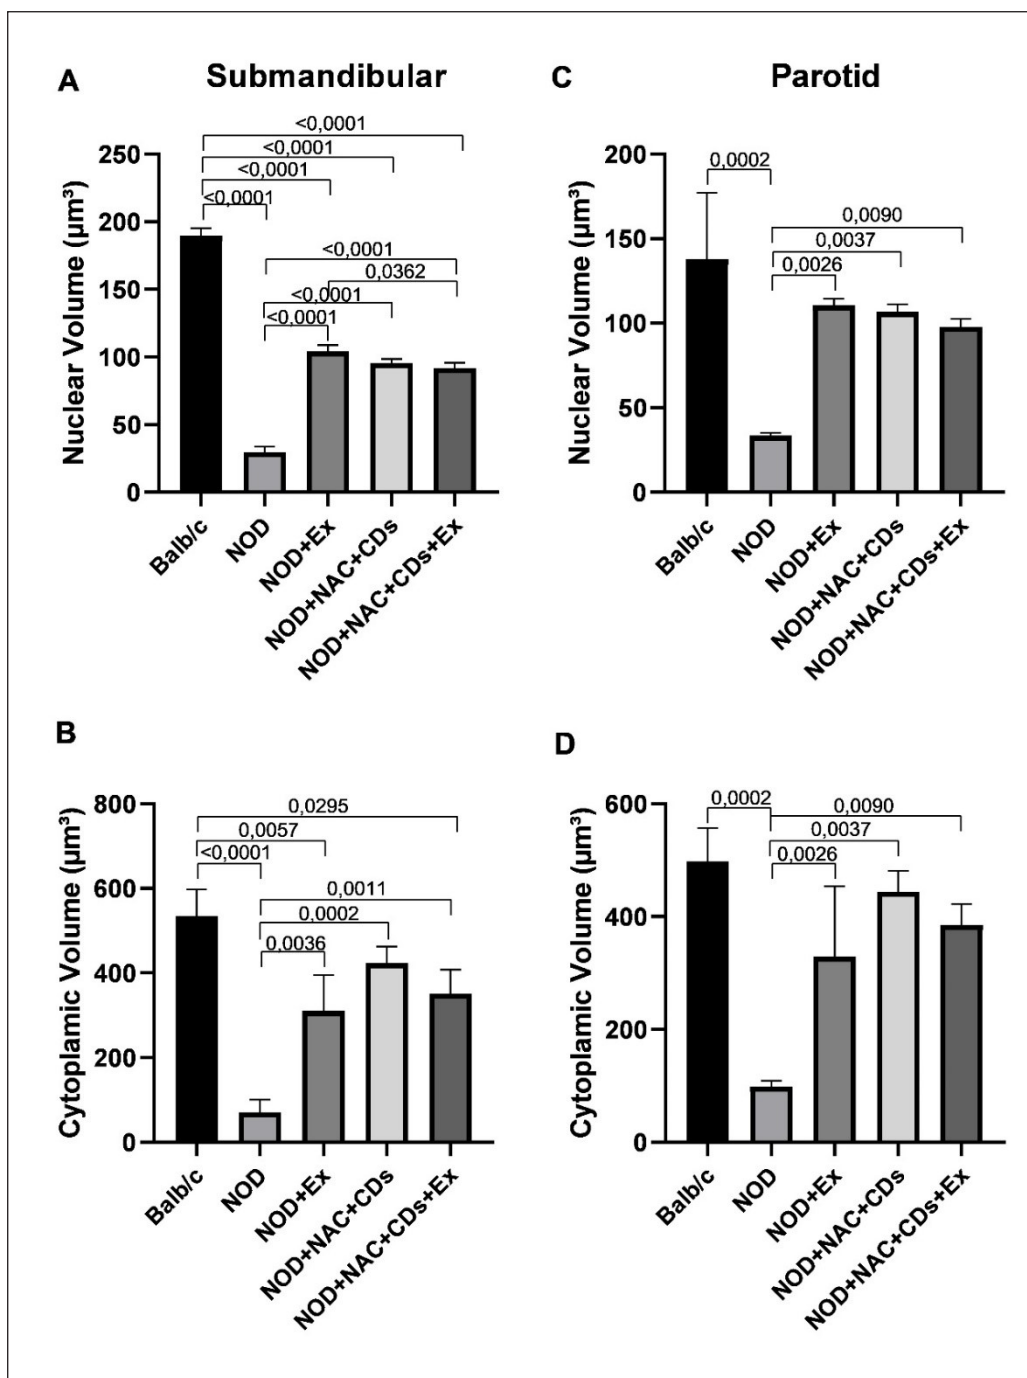 A
Submandibular
Nuclear Volume (µm³)
250
200
150
100
50
0
<0,0001
<0,0001
<0,0001
<0,0001
<0,0001
0,0362
<0,0001
<0,0001
Balb/c
NOD
NOD+Ex
NOD+NAC+CDs
NOD+NAC+CDs+Ex
C
Parotid
Nuclear Volume (µm³)
200
150
100
50
0
0,0002
0,0090
0,0037
0,0026
Balb/c
NOD
NOD+Ex
NOD+NAC+CDs
NOD+NAC+CDs+Ex
B
Cytoplamic Volume (µm³)
800
600
400
200
0
0,0295
0,0057
<0,0001
0,0011
0,0002
0,0036
Balb/c
NOD
NOD+Ex
NOD+NAC+CDs
NOD+NAC+CDs+Ex
D
Cytoplamic Volume (µm³)
600
400
200
0
0,0002
0,0090
0,0037
0,0026
Balb/c
NOD
NOD+Ex
NOD+NAC+CDs
NOD+NAC+CDs+Ex